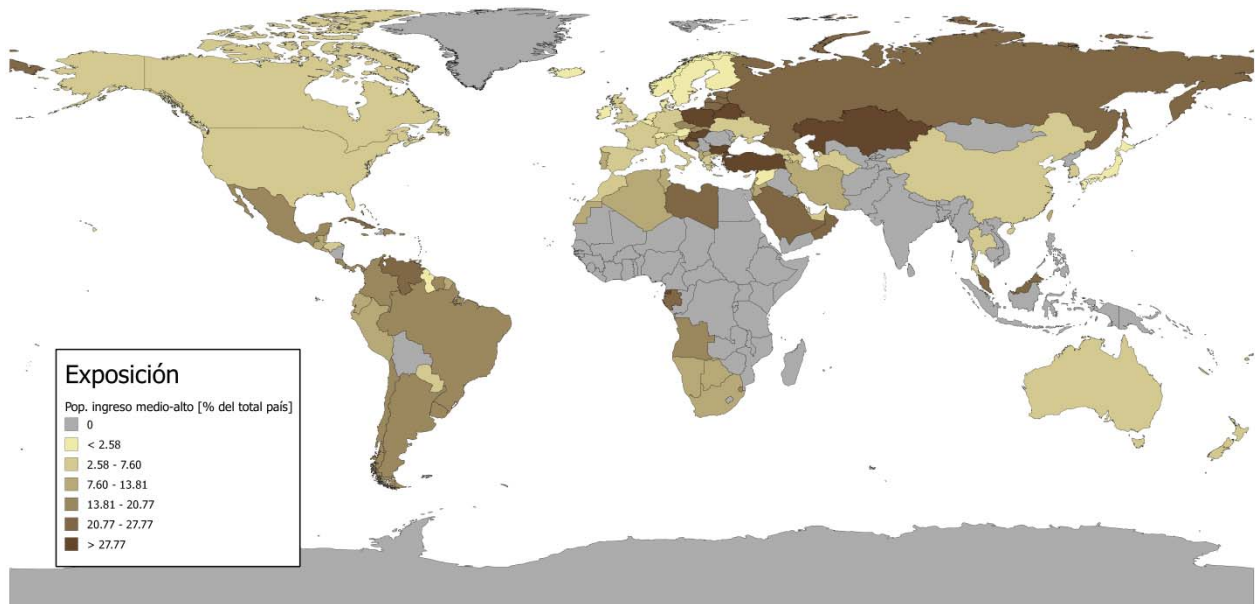 Exposición
Pop. ingreso medio-alto [% del total país]
0
< 2.58
2.58 - 7.60
7.60 - 13.81
13.81 - 20.77
20.77 - 27.77
> 27.77